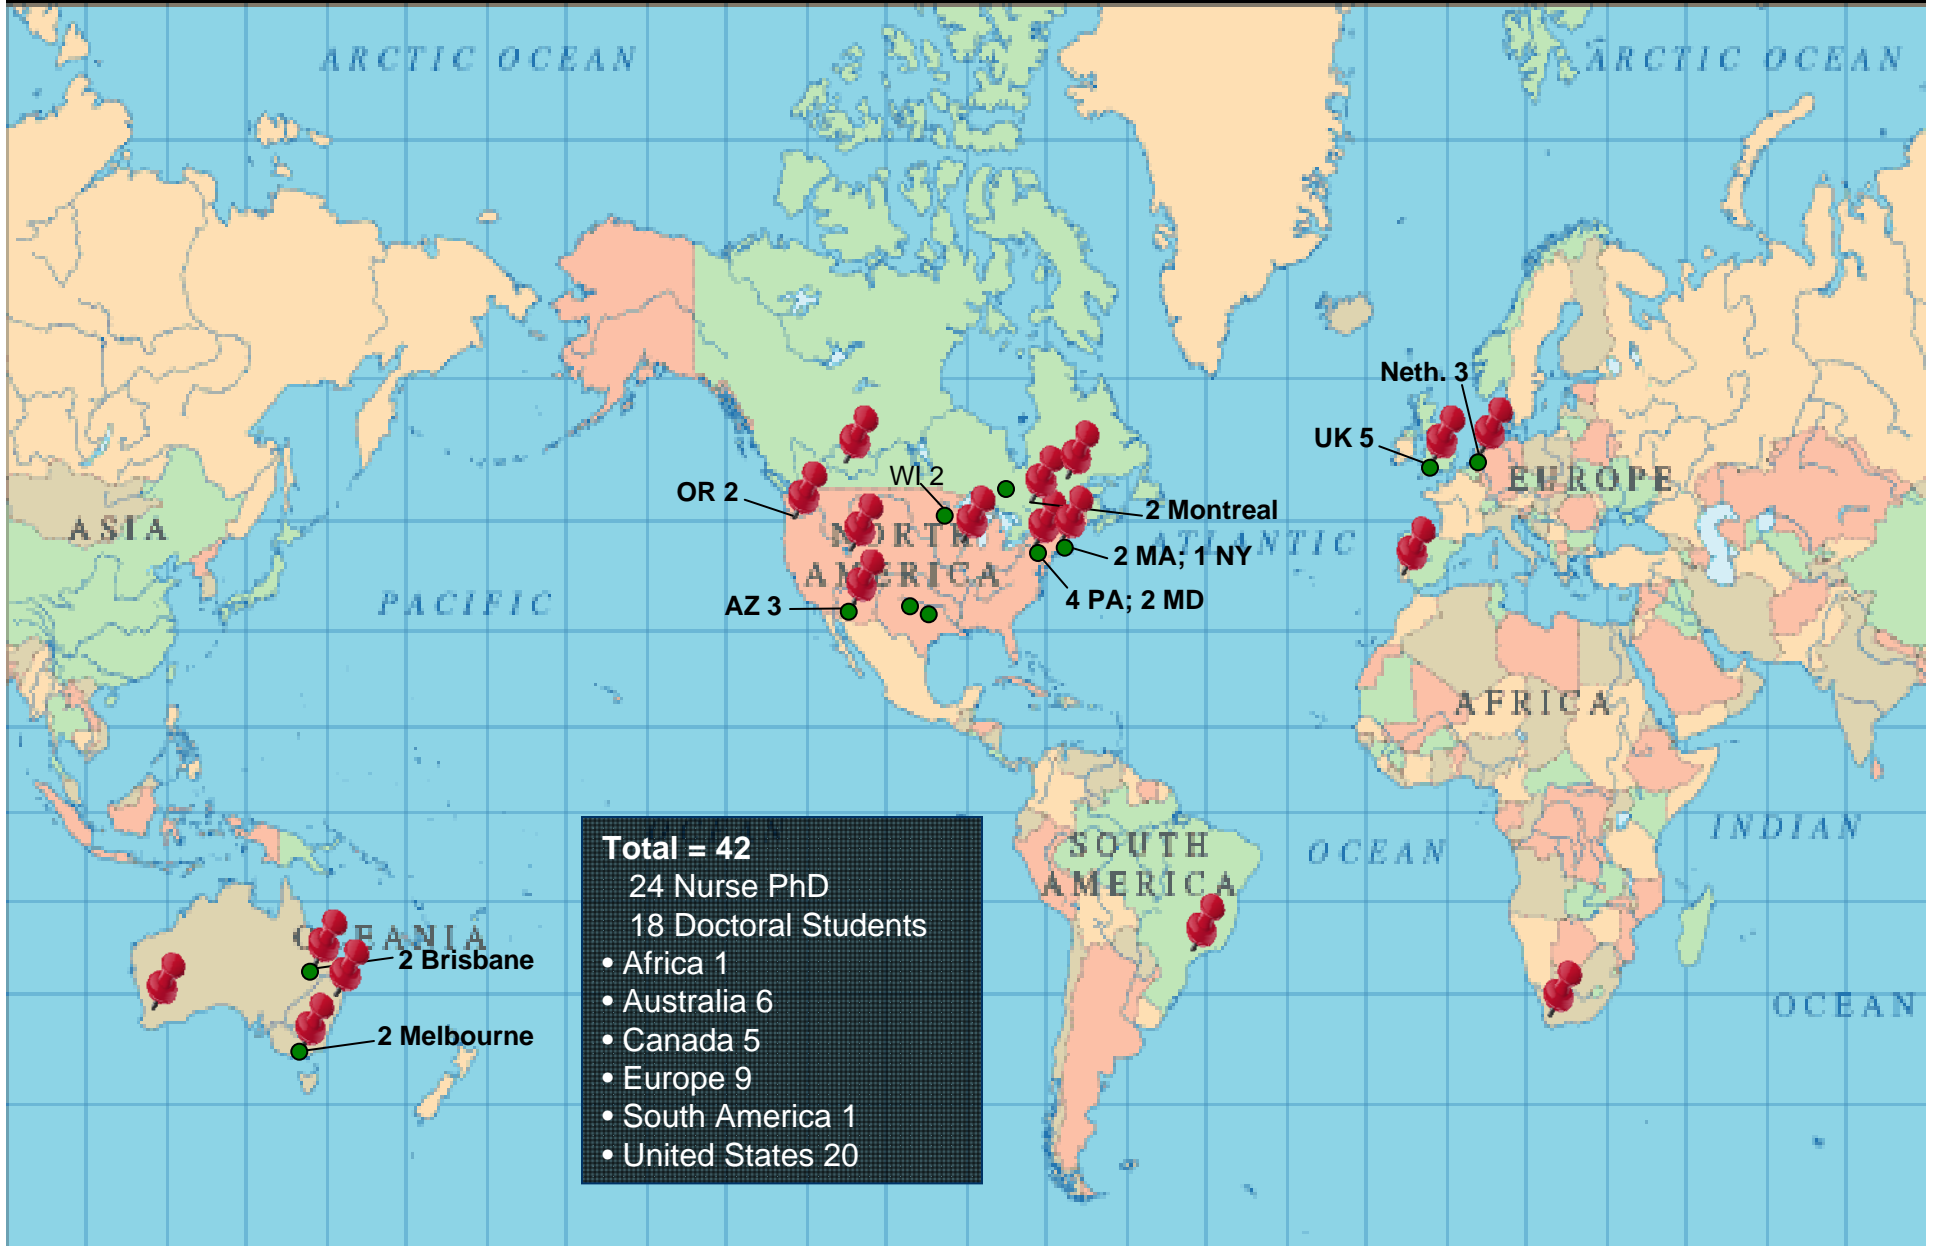 ARCTIC OCEAN
ARCTIC OCEAN
Neth. 3
UK 5
EUROPE
WI 2
OR 2
2 Montreal
ASIA
NORTH
AMERICA
ATLANTIC
2 MA; 1 NY
PACIFIC
AZ 3
4 PA; 2 MD
AFRICA
INDIAN
OCEAN
SOUTH
AMERICA
OCEAN
OCEANIA
2 Brisbane
2 Melbourne
Total = 42
24 Nurse PhD
18 Doctoral Students
• Africa 1
• Australia 6
• Canada 5
• Europe 9
• South America 1
• United States 20